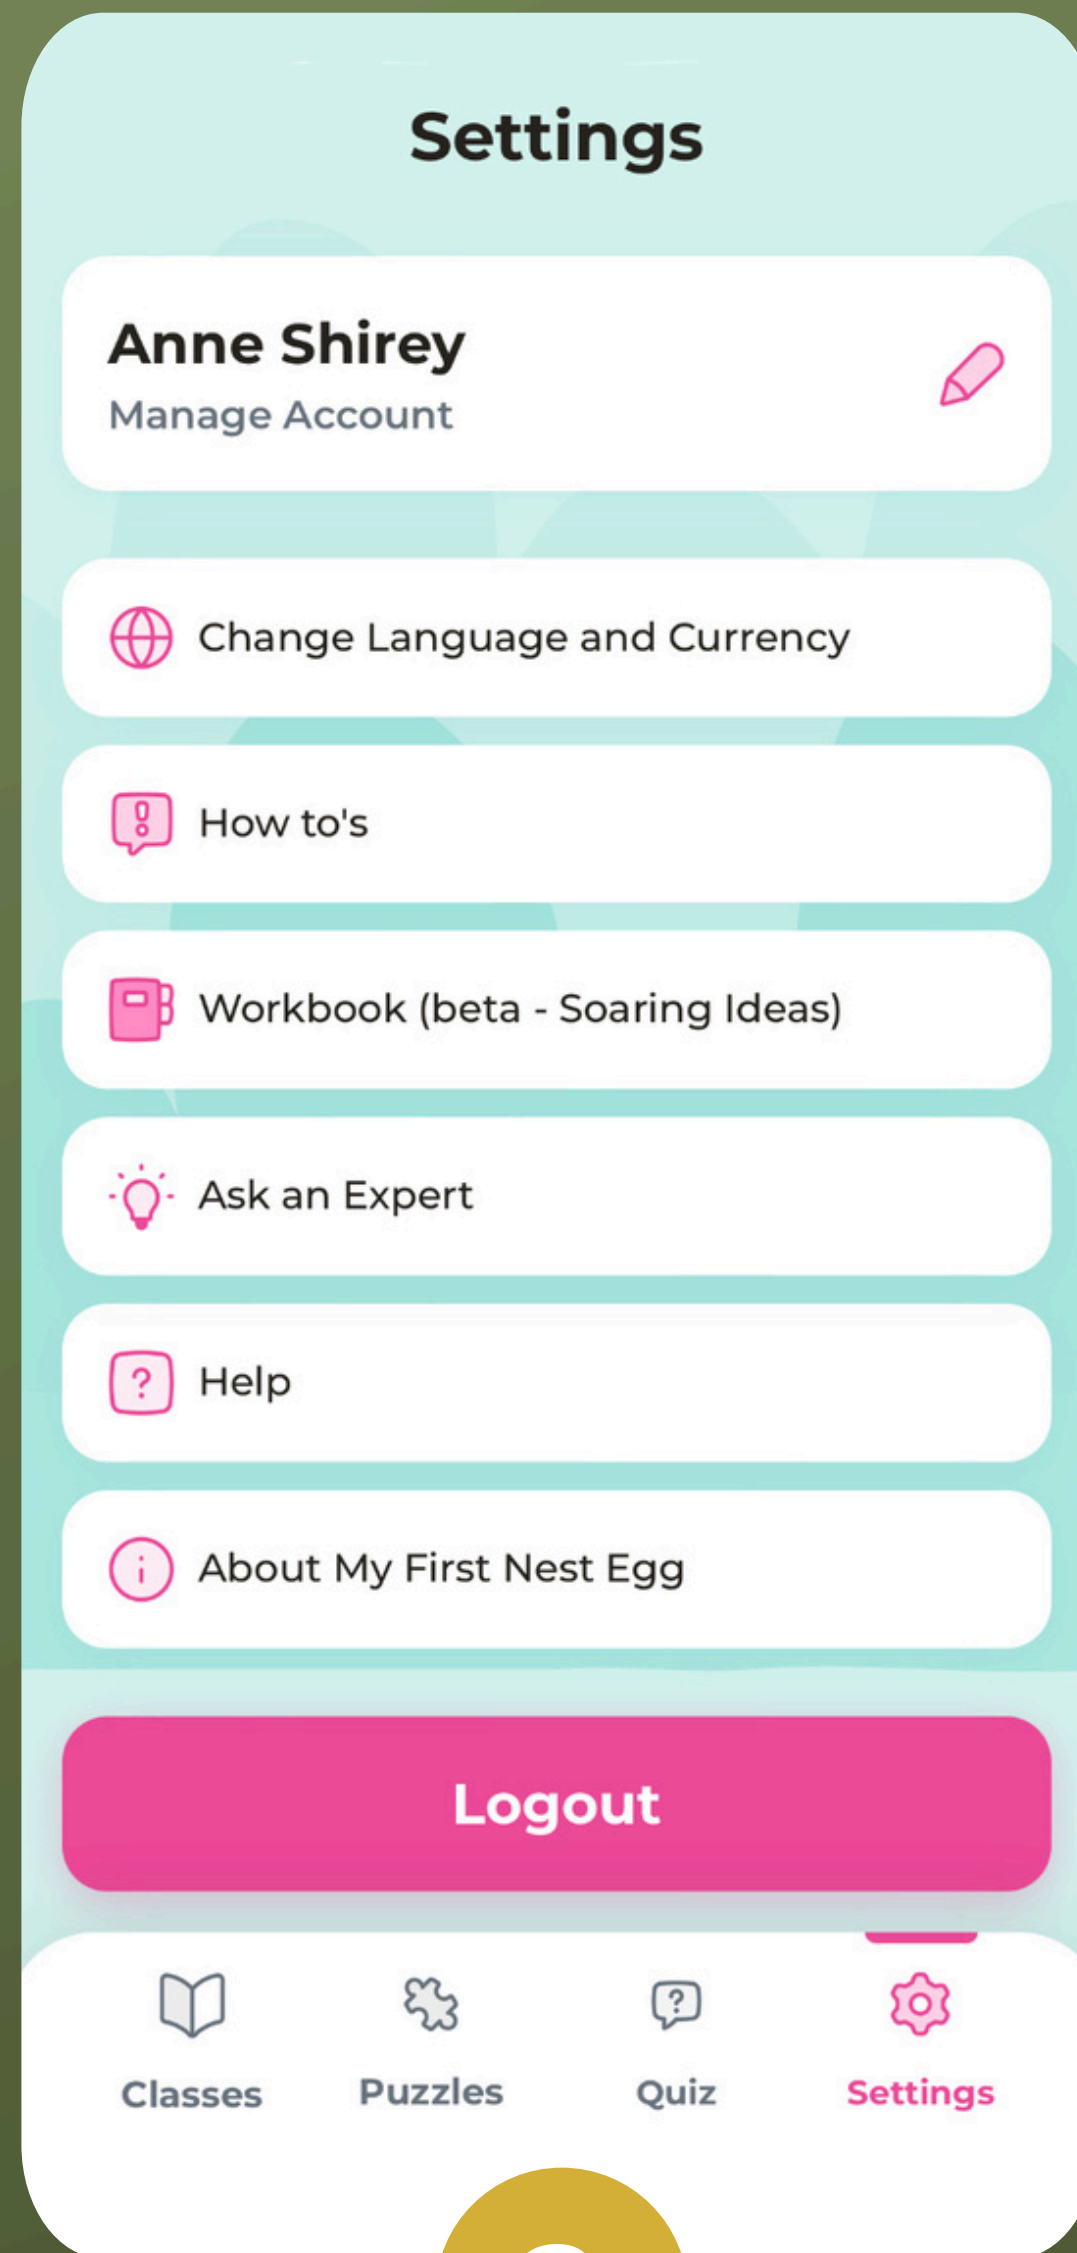 Settings
Anne Shirey
Manage Account
Change Language and Currency
How to's
Workbook (beta - Soaring Ideas)
Ask an Expert
Help
About My First Nest Egg
Logout
Classes
Puzzles
Quiz
Settings